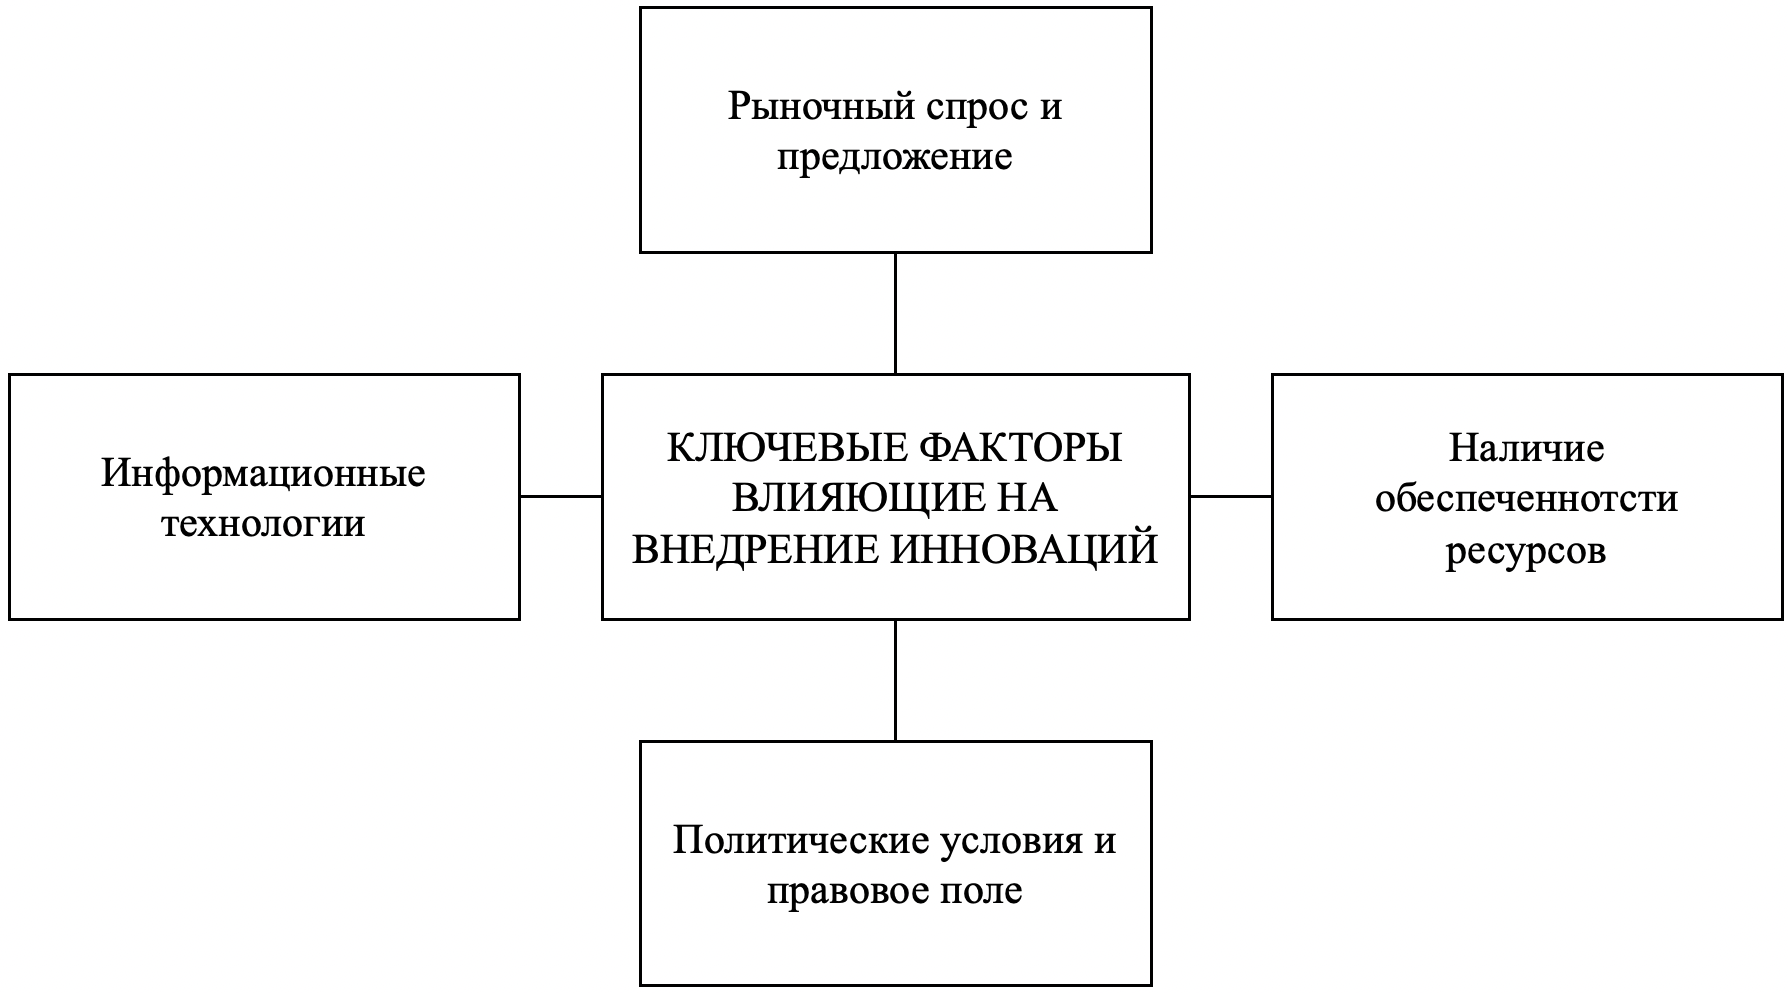 Рыночный спрос и
предложение
Информационные
технологии
КЛЮЧЕВЫЕ ФАКТОРЫ
ВЛИЯЮЩИЕ НА
ВНЕДРЕНИЕ ИННОВАЦИЙ
Наличие
обеспеченнотсти
ресурсов
Политические условия и
правовое поле